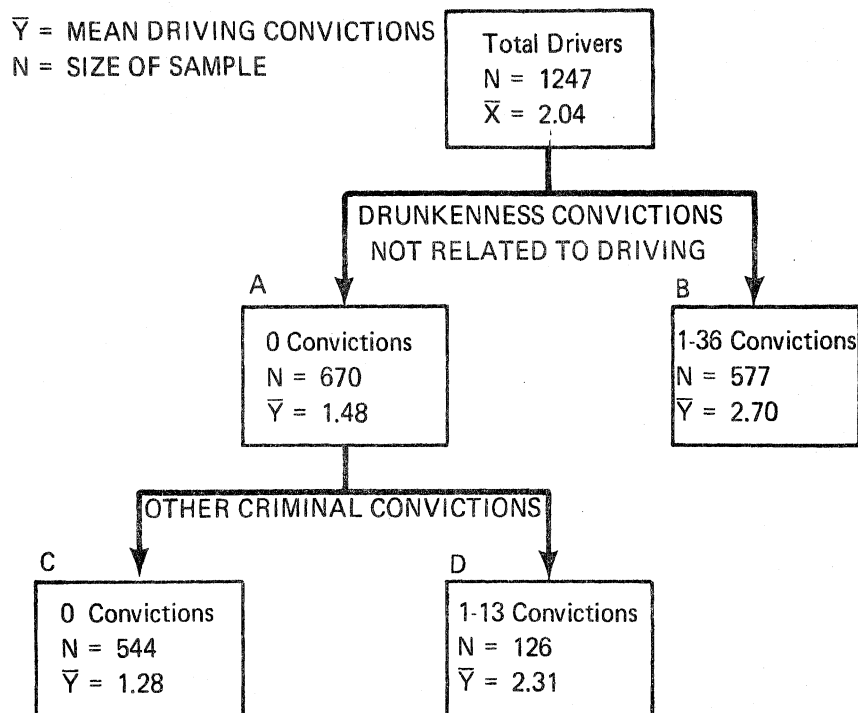 Y̅ = MEAN DRIVING CONVICTIONS
N = SIZE OF SAMPLE
Total Drivers
N = 1247
X̅ = 2.04
DRUNKENNESS CONVICTIONS
NOT RELATED TO DRIVING
A
0 Convictions
N = 670
Y̅ = 1.48
B
1-36 Convictions
N = 577
Y̅ = 2.70
OTHER CRIMINAL CONVICTIONS
C
0 Convictions
N = 544
Y̅ = 1.28
D
1-13 Convictions
N = 126
Y̅ = 2.31